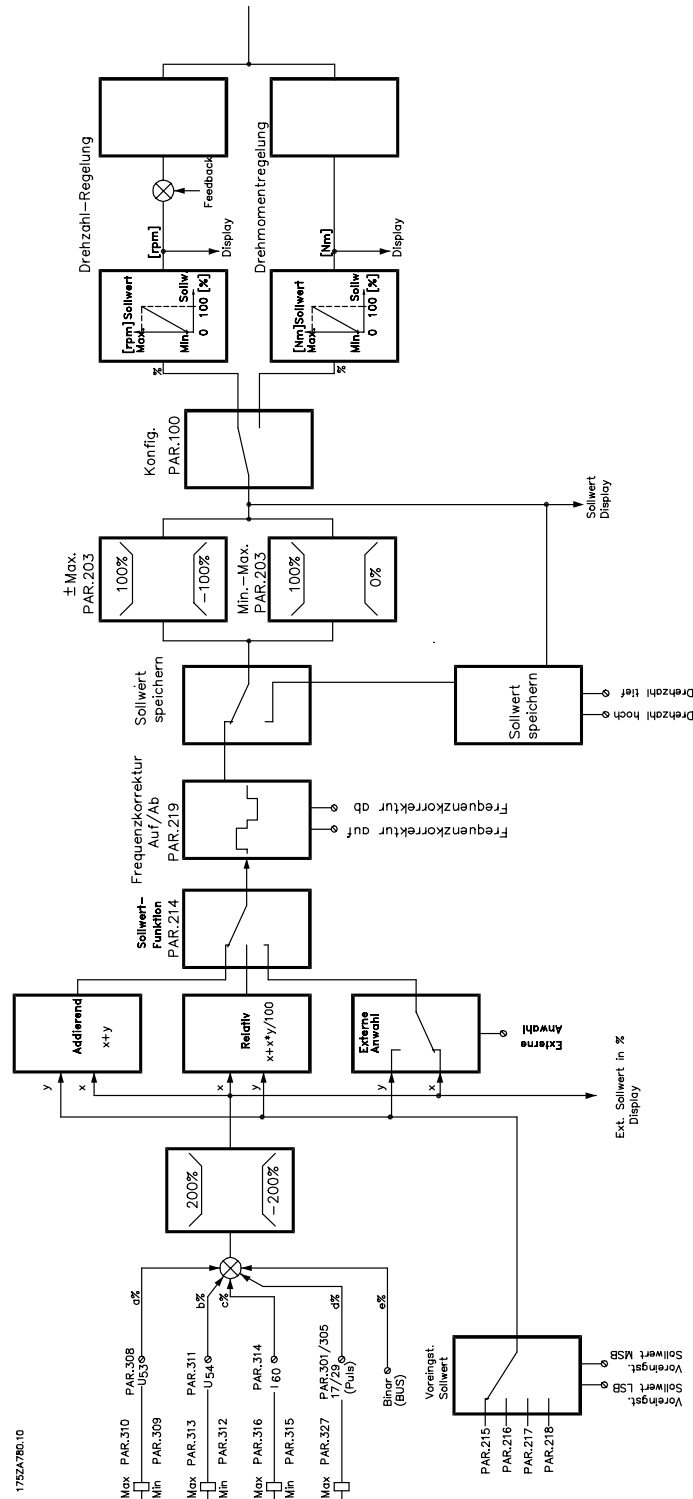 175ZA780.10
Max PAR.310
PAR.308
Min PAR.309
U53
a%
Max PAR.313
PAR.311
Min PAR.312
U54
b%
c%
Max PAR.316
PAR.314
Min PAR.315
I 60
Max PAR.327
PAR.301/305
17/29
(Puls)
d%
Binar
(BUS)
e%
PAR.215
PAR.216
PAR.217
PAR.218
Voreingst.
Sollwert
Voreingst.
Sollwert LSB
Voreingst.
Sollwert MSB
200%
-200%
Ext. Sollwert in %
Display
y
x
Addierend
x+y
x
y
Relativ
x+x*y/100
y
x
Externe
Anwahl
Externe
Anwahl
Sollwert-
Funktion
PAR.214
Frequenzkorrektur
Auf/Ab
PAR.219
Frequenzkorrektur auf
Frequenzkorrektur ab
Sollwert
speichern
Sollwert
speichern
Drehzahl hoch
Drehzahl tief
±Max.
PAR.203
100%
-100%
Min.-Max.
PAR.203
100%
0%
Sollwert
Display
Konfig.
PAR.100
%
%
[rpm]Sollwert
Max.
Min.
Sollw.
0 100 [%]
[Nm]Sollwert
Max.
Min.
Sollw.
0 100 [%]
Drehzahl-Regelung
[rpm]
Display
Feedback
Drehmomentregelung
[Nm]
Display